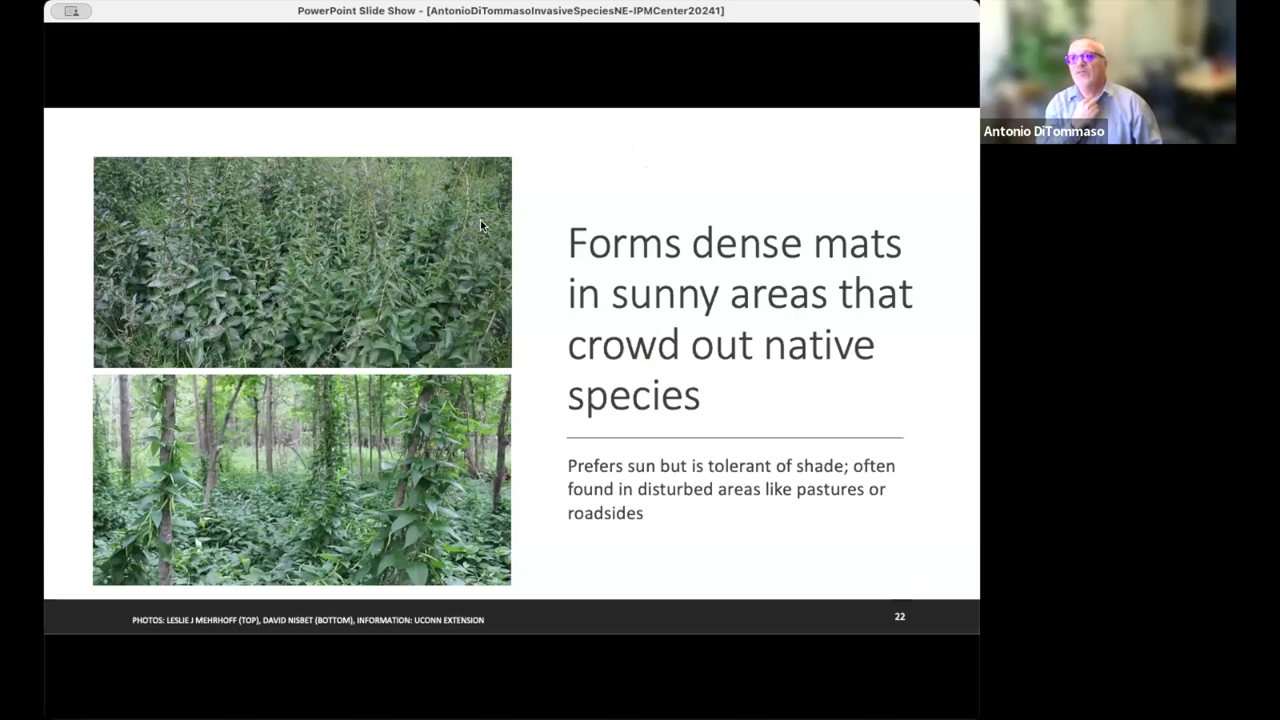 PowerPoint Slide Show - [AntonioDiTommasoInvasiveSpeciesNE-IPMCenter20241]
Antonio DiTommaso
Forms dense mats
in sunny areas that
crowd out native
species
Prefers sun but is tolerant of shade; often
found in disturbed areas like pastures or
roadsides
PHOTOS: LESLIE J MEHRHOFF (TOP), DAVID NISBET (BOTTOM), INFORMATION: UCONN EXTENSION
22